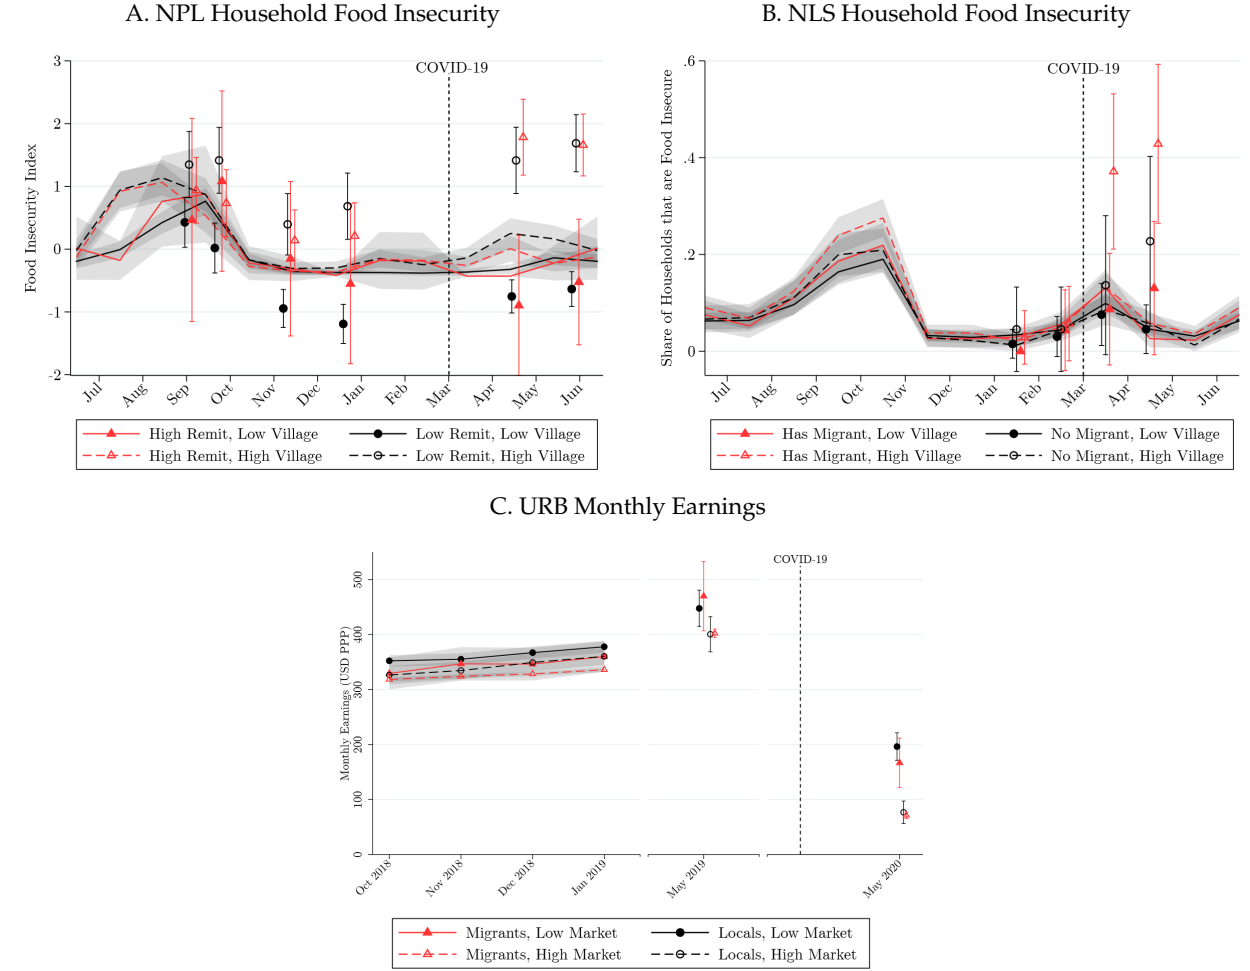 A. NPL Household Food Insecurity
COVID-19
Food Insecurity Index
3
2
1
0
-1
-2
Jul
Aug
Sep
Oct
Nov
Dec
Jan
Feb
Mar
Apr
May
Jun
High Remit, Low Village
Low Remit, Low Village
High Remit, High Village
Low Remit, High Village
B. NLS Household Food Insecurity
COVID-19
Share of Households that are Food Insecure
.6
.4
.2
0
Jul
Aug
Sep
Oct
Nov
Dec
Jan
Feb
Mar
Apr
May
Jun
Has Migrant, Low Village
No Migrant, Low Village
Has Migrant, High Village
No Migrant, High Village
C. URB Monthly Earnings
COVID-19
Monthly Earnings (USD PPP)
500
400
300
200
100
0
Oct 2018
Nov 2018
Dec 2018
Jan 2019
May 2019
May 2020
Migrants, Low Market
Locals, Low Market
Migrants, High Market
Locals, High Market